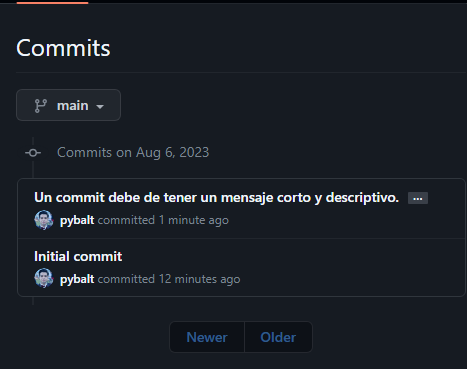 Commits
main
Commits on Aug 6, 2023
Un commit debe de tener un mensaje corto y descriptivo. ...
pybalt committed 1 minute ago
Initial commit
pybalt committed 12 minutes ago
Newer Older